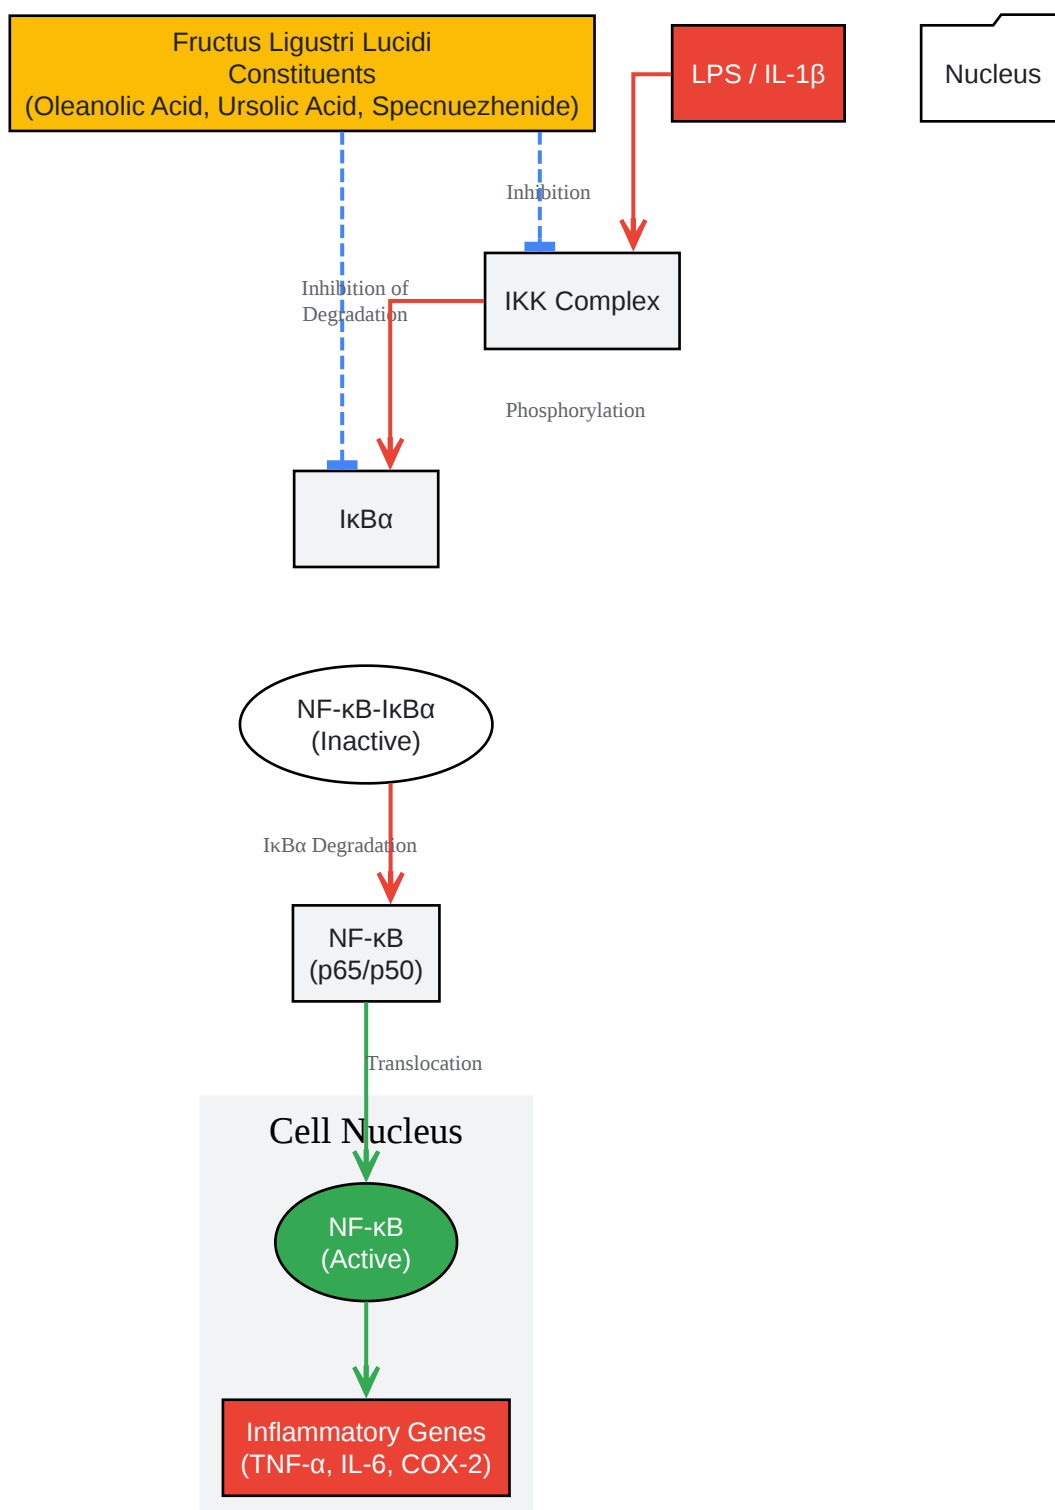 Fructus Ligustri Lucidi
Constituents
(Oleanolic Acid, Ursolic Acid, Specnuezhenide)
LPS / IL-1β
Nucleus
Inhibition
Inhibition of
Degradation
IKK Complex
Phosphorylation
IκBα
NF-κB-IκBα
(Inactive)
IκBα Degradation
NF-κB
(p65/p50)
Translocation
Cell Nucleus
NF-κB
(Active)
Inflammatory Genes
(TNF-α, IL-6, COX-2)